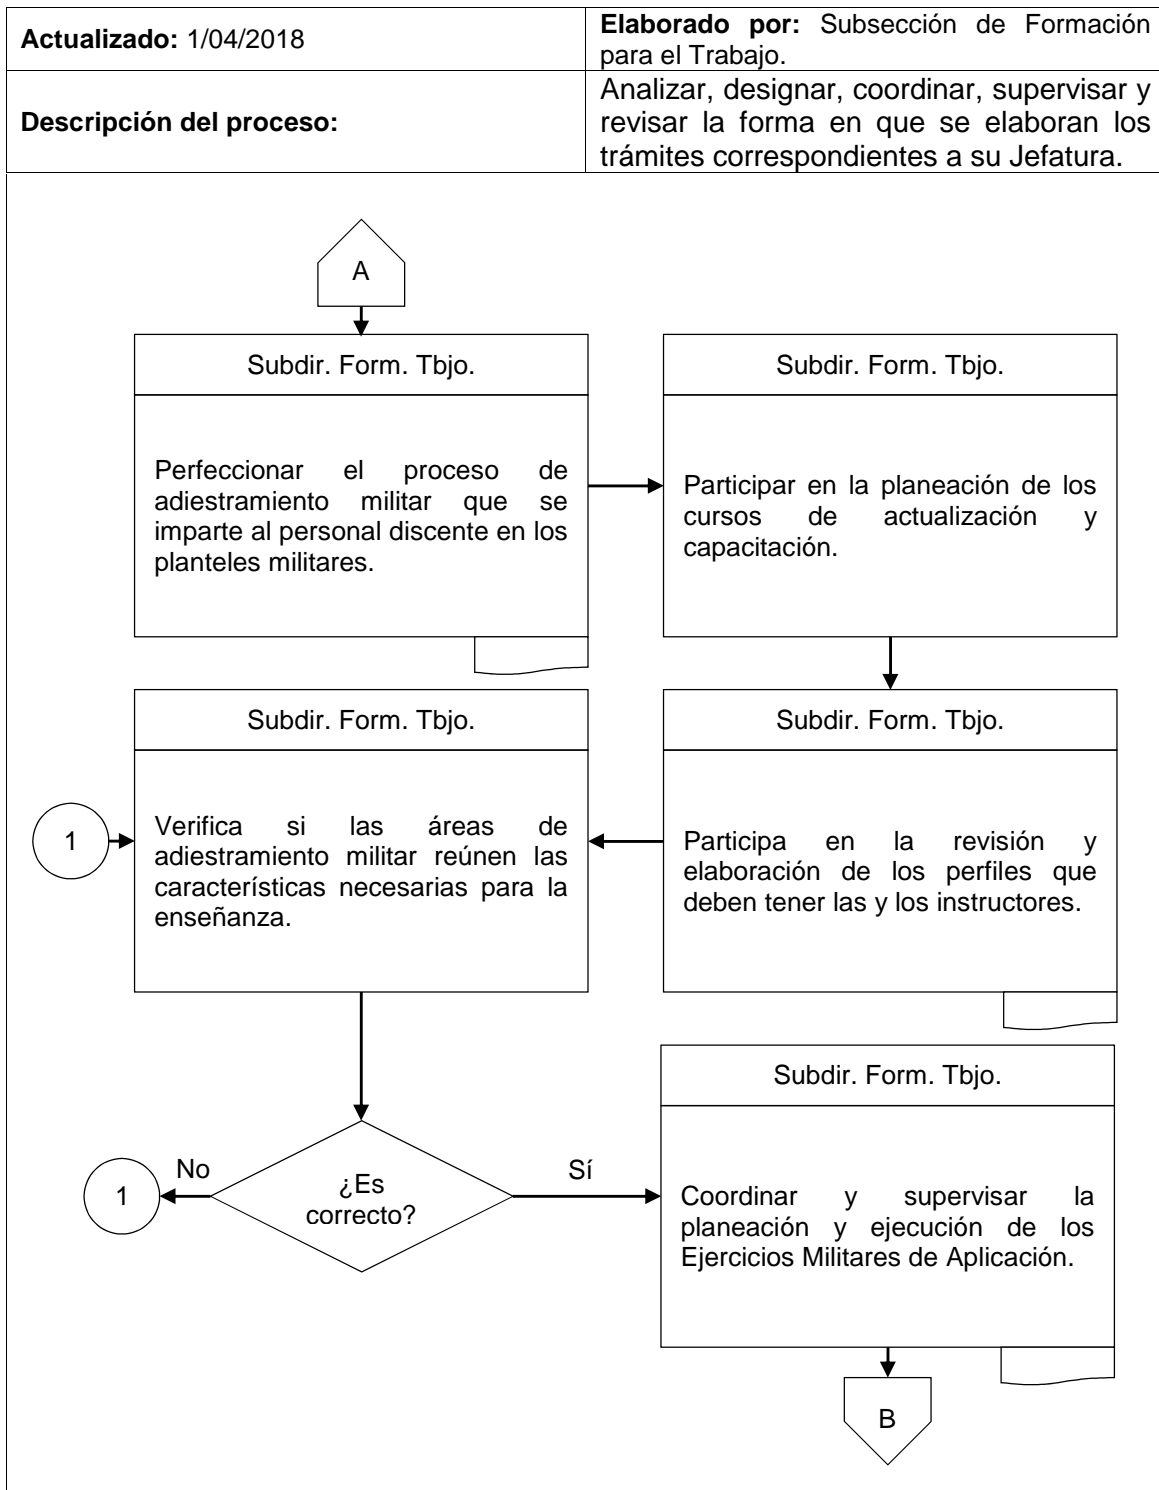 Actualizado: 1/04/2018
Elaborado por: Subsección de Formación
para el Trabajo.
Descripción del proceso:
Analizar, designar, coordinar, supervisar y
revisar la forma en que se elaboran los
trámites correspondientes a su Jefatura.
A
Subdir. Form. Tbjo.
Perfeccionar el proceso de
adiestramiento militar que se
imparte al personal discente en los
planteles militares.
Subdir. Form. Tbjo.
Participar en la planeación de los
cursos de actualización y
capacitación.
Subdir. Form. Tbjo.
Participa en la revisión y
elaboración de los perfiles que
deben tener las y los instructores.
Subdir. Form. Tbjo.
1
Verifica si las áreas de
adiestramiento militar reúnen las
características necesarias para la
enseñanza.
¿Es
correcto?
No
1
Sí
Subdir. Form. Tbjo.
Coordinar y supervisar la
planeación y ejecución de los
Ejercicios Militares de Aplicación.
B